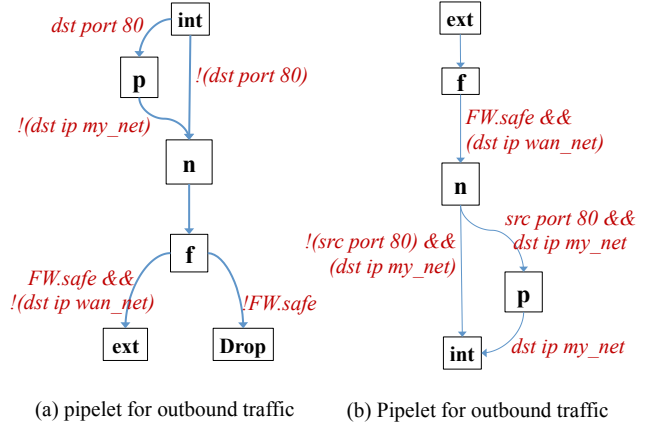 int
dst port 80
p
!(dst port 80)
!(dst ip my_net)
n
f
FW.safe &&
!(dst ip wan_net)
!FW.safe
ext
Drop
(a) pipelet for outbound traffic
ext
f
FW.safe &&
(dst ip wan_net)
n
!(src port 80) &&
(dst ip my_net)
src port 80 &&
dst ip my_net
p
int
dst ip my_net
(b) Pipelet for outbound traffic